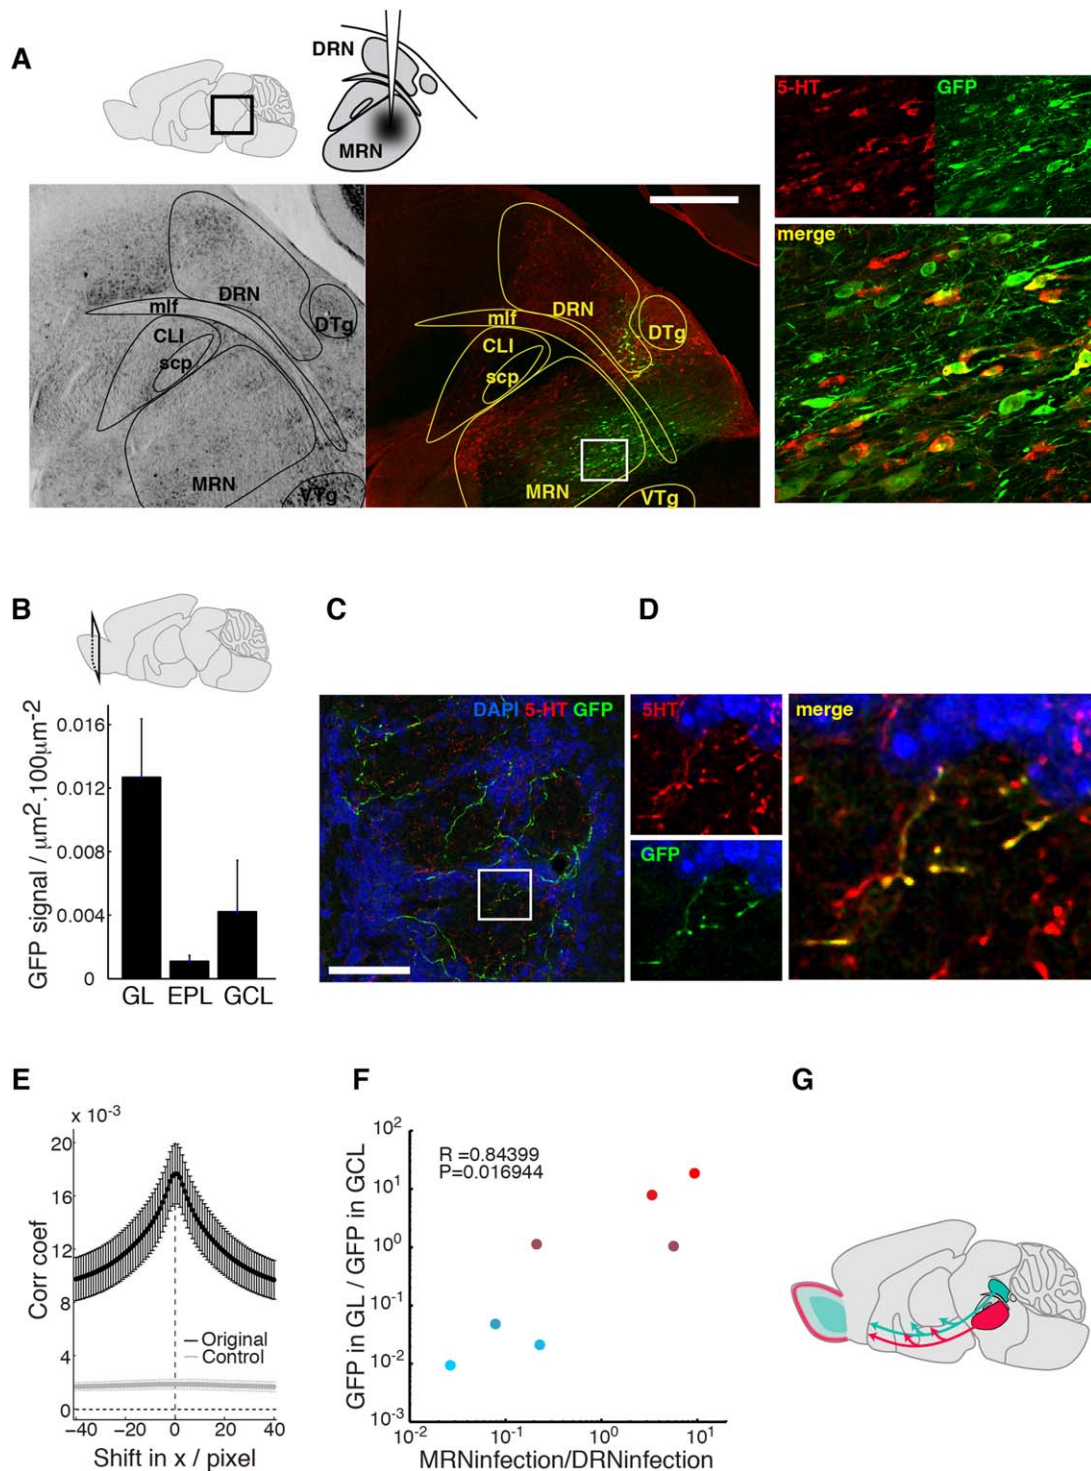 A
DRN
MRN
5-HT
GFP
DRN
mlf
DTg
CLI
scp
MRN
VTg
DRN
mlf
DTg
CLI
scp
MRN
VTg
merge
B
C
D
GFP signal / μm².100μm⁻²
0.016
0.012
0.008
0.004
0
GL EPL GCL
DAPI 5-HT GFP
5HT
GFP
merge
E
x 10⁻³
Corr coef
20
16
12
8
4
0
Original
Control
−40 −20 0 20 40
Shift in x / pixel
F
GFP in GL / GFP in GCL
10²
10¹
10⁰
10⁻¹
10⁻²
10⁻³
R =0.84399
P=0.016944
10⁻² 10⁻¹ 10⁰ 10¹
MRNinfection/DRNinfection
G